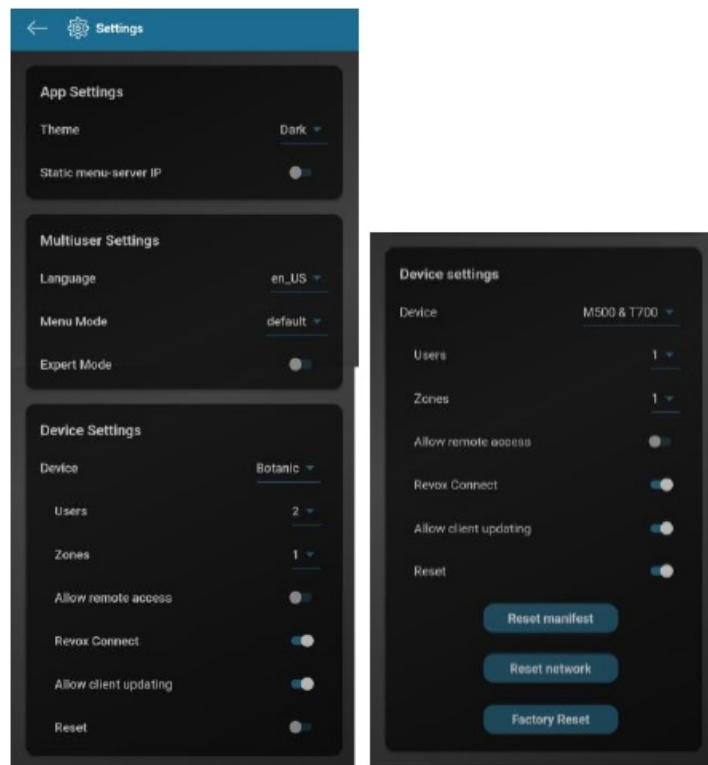 Settings
App Settings
Theme Dark
Static menu-server IP
Multiuser Settings
Language en_US
Menu Mode default
Expert Mode
Device Settings
Device Botanic
Users 2
Zones 1
Allow remote access
Revox Connect
Allow client updating
Reset
Device settings
Device M500 & T700
Users 1
Zones 1
Allow remote access
Revox Connect
Allow client updating
Reset
Reset manifest
Reset network
Factory Reset